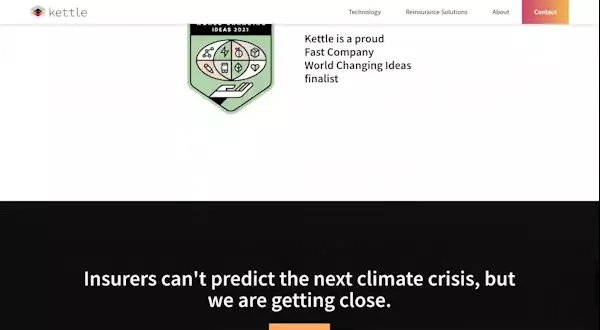 kettle
Technology
Reinsurance Solutions
About
Contact
IDEAS 2021
Kettle is a proud
Fast Company
World Changing Ideas
finalist
Insurers can't predict the next climate crisis, but
we are getting close.